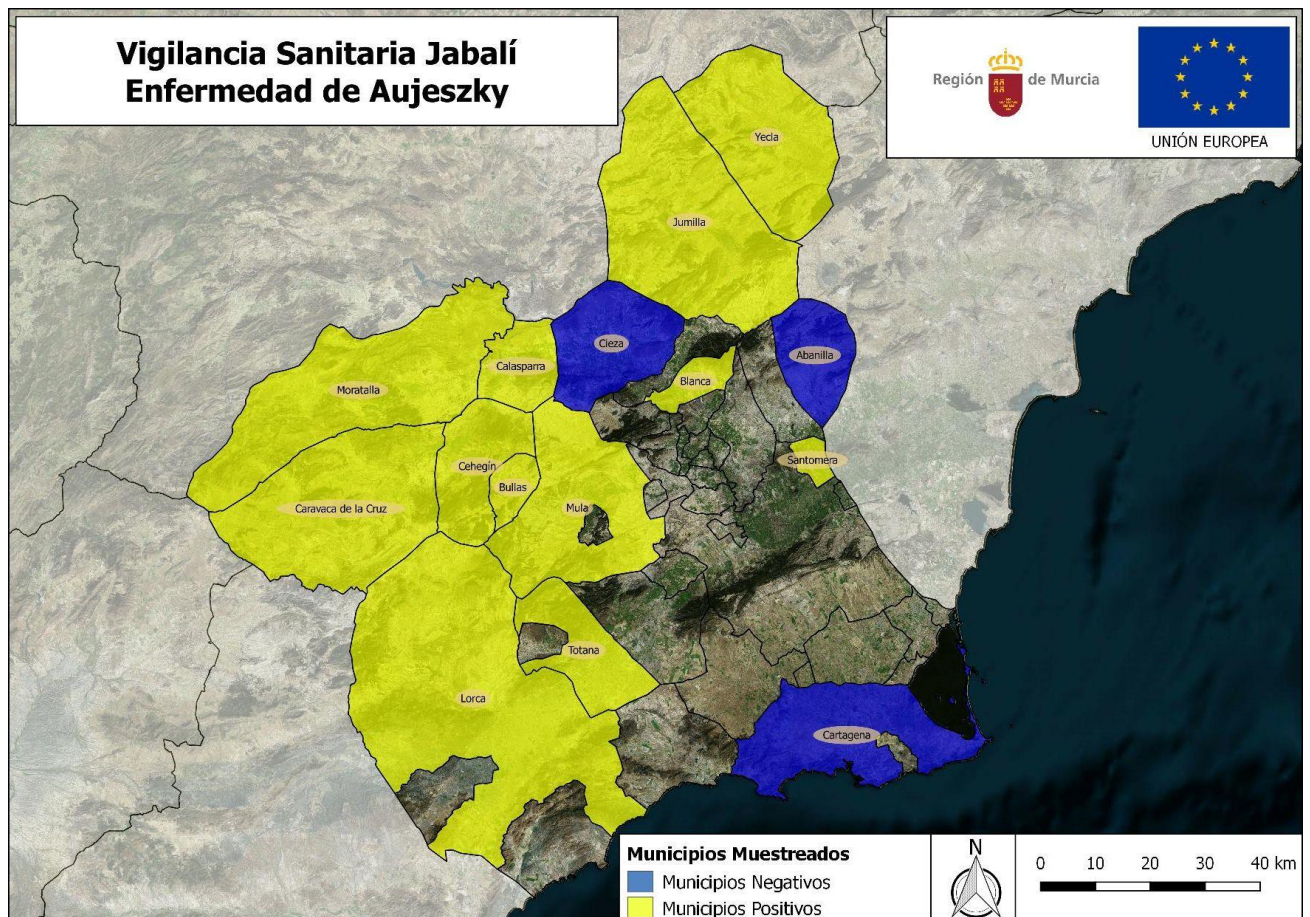 Vigilancia Sanitaria Jabalí
Enfermedad de Aujeszky
Región de Murcia
UNIÓN EUROPEA
Yecla
Jumilla
Cieza
Abanilla
Calasparra
Blanca
Moratalla
Santomera
Cehegín
Bullas
Caravaca de la Cruz
Mula
Totana
Lorca
Cartagena
Municipios Muestreados
Municipios Negativos
Municipios Positivos
N
0 10 20 30 40 km